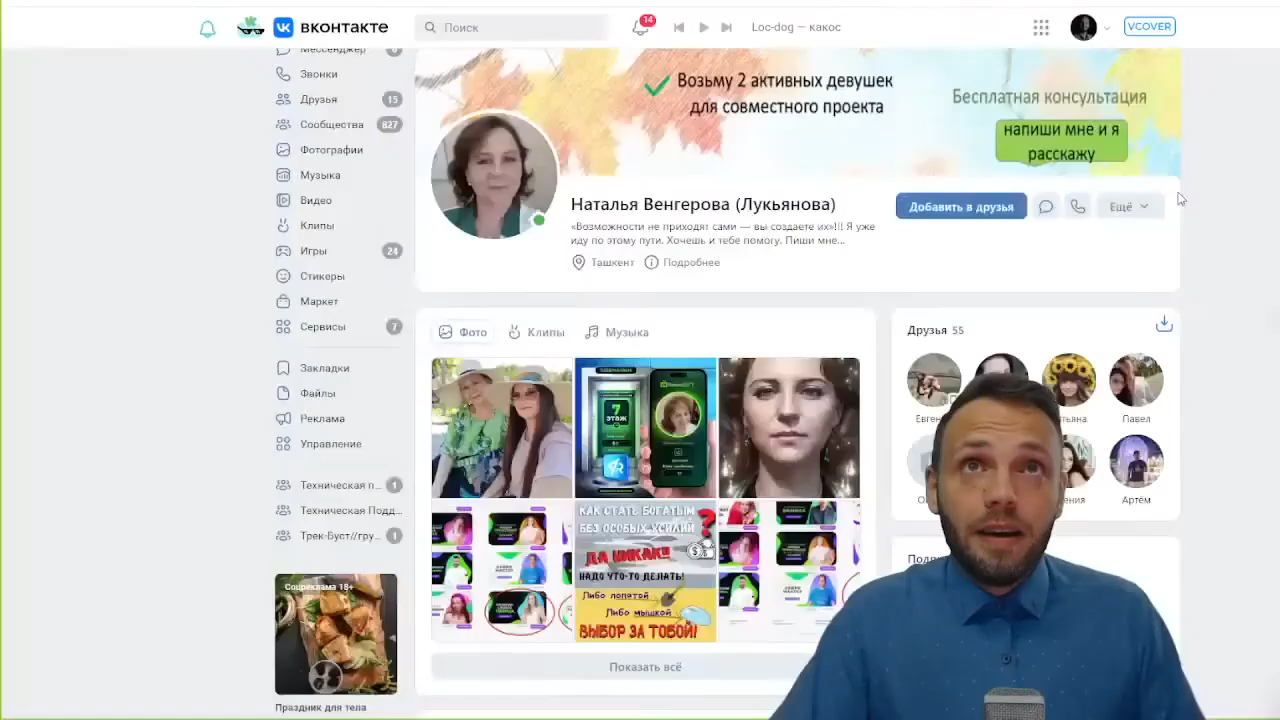 вконтакте
Поиск
14
Loc-dog — какос
VCOVER
Мессенджер
Звонки
Друзья 15
Сообщества 827
Фотографии
Музыка
Видео
Клипы
Игры 24
Стикеры
Маркет
Сервисы 7
Закладки
Файлы
Реклама
Управление
Техническая п... 1
Техническая Подд...
Трек-Буст//гру... 1
Соцреклама 18+
Праздник для тела
Возьму 2 активных девушек
для совместного проекта
Бесплатная консультация
напиши мне и я
расскажу
Наталья Венгерова (Лукьянова)
«Возможности не приходят сами — вы создаете их»!!! Я уже
иду по этому пути. Хочешь и тебе помогу. Пиши мне...
Ташкент
Подробнее
Добавить в друзья
Ещё
Фото
Клипы
Музыка
7
этаж
КАК СТАТЬ БОГАТЫМ
БЕЗ ОСОБЫХ УСИЛИЙ ?
ДА НИКАК!!
НАДО ЧТО-ТО ДЕЛАТЬ!
Либо лопатой
Либо мышкой
ВЫБОР ЗА ТОБОЙ!
Показать всё
Друзья 55
Павел
Артём